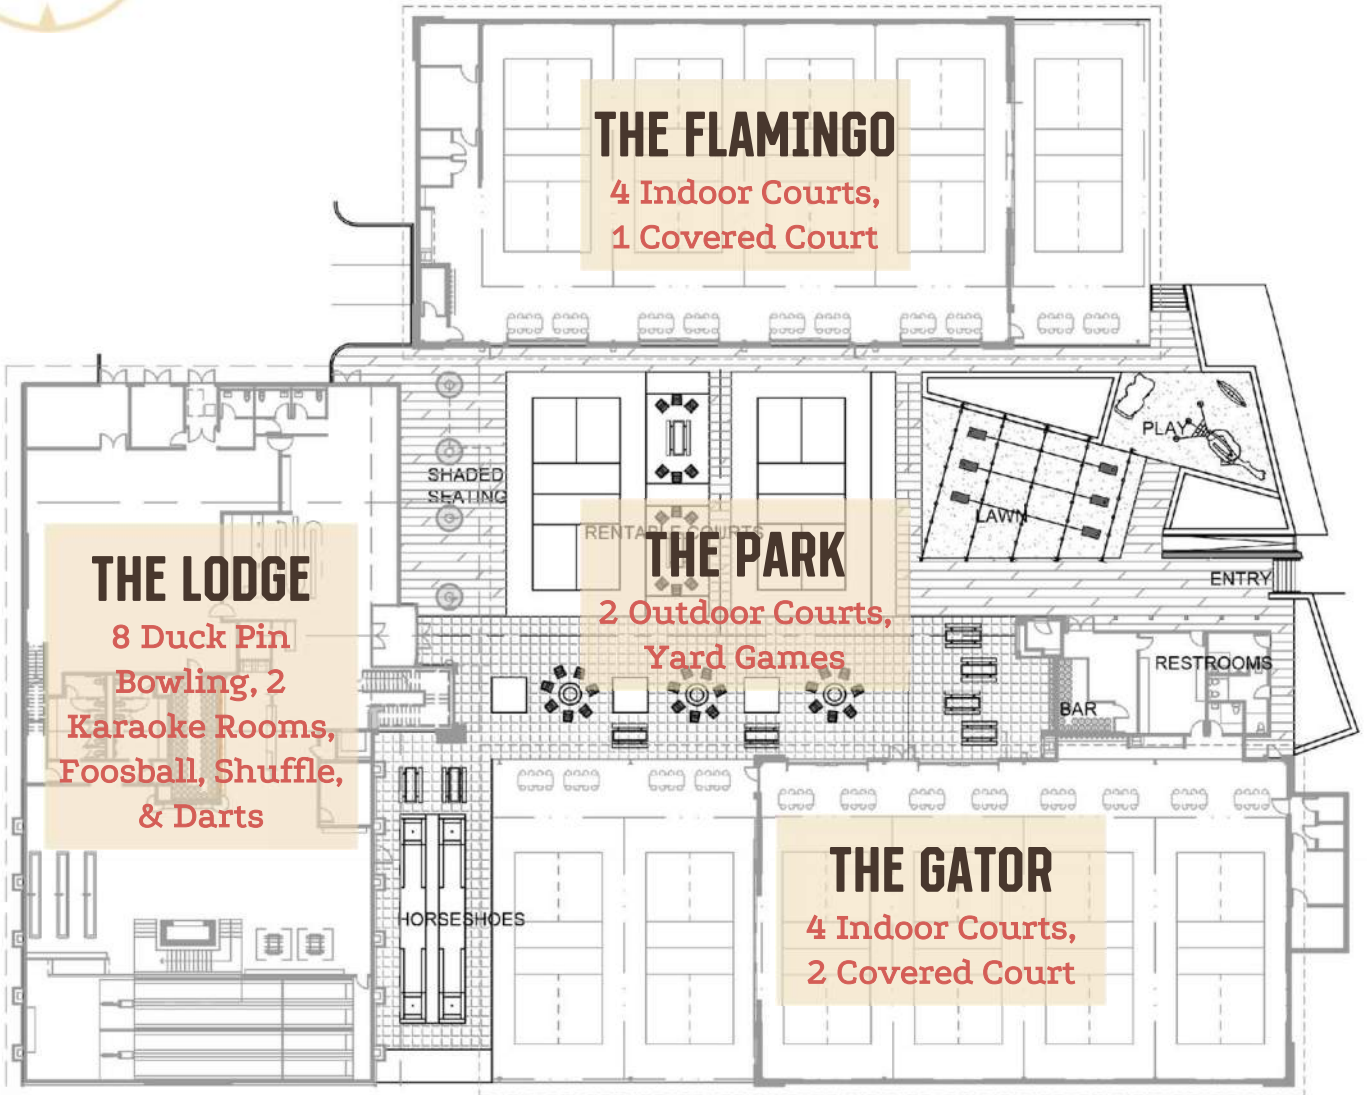 THE FLAMINGO
4 Indoor Courts,
1 Covered Court
PLAY
SHADED
SEATING
LAWN
RENTABLE COURTS
THE PARK
2 Outdoor Courts,
Yard Games
ENTRY
THE LODGE
8 Duck Pin
Bowling, 2
Karaoke Rooms,
Foosball, Shuffle,
& Darts
RESTROOMS
BAR
HORSESHOES
THE GATOR
4 Indoor Courts,
2 Covered Court